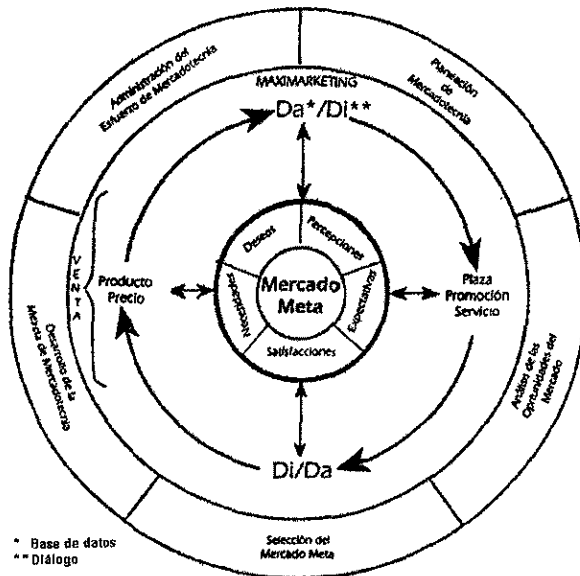 Administración del
Esfuerzo de Mercadotecnia
Planeación
de
Mercadotecnia
MAXIMARKETING
Da*/Di**
Deseos
Percepciones
VENTA
Producto
Precio
Necesidades
Mercado
Meta
Expectativas
Plaza
Promoción
Servicio
Satisfacciones
Desarrollo de la
Mezcla de Mercadotecnia
Análisis de las
Oprtunidades del
Mercado
Di/Da
Selección del
Mercado Meta
* Base de datos
** Diálogo